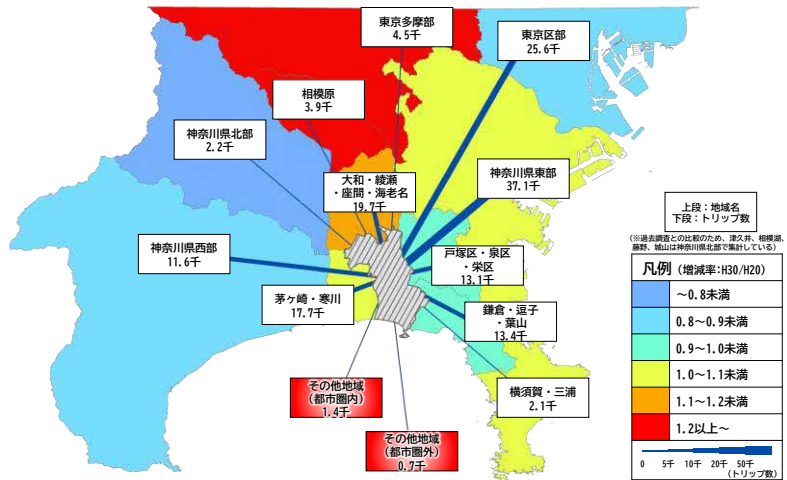 東京多摩部
4.5千
東京区部
25.6千
相模原
3.9千
神奈川県北部
2.2千
大和・綾瀬
・座間・海老名
19.7千
神奈川県東部
37.1千
上段：地域名
下段：トリップ数
(※過去調査との比較のため、津久井、相模湖、
藤野、城山は神奈川県北部で集計している)
神奈川県西部
11.6千
戸塚区・泉区
・栄区
13.1千
茅ヶ崎・寒川
17.7千
鎌倉・逗子
・葉山
13.4千
その他地域
(都市圏内)
1.4千
横須賀・三浦
2.1千
その他地域
(都市圏外)
0.7千
凡例 (増減率:H30/H20)
～0.8未満
0.8～0.9未満
0.9～1.0未満
1.0～1.1未満
1.1～1.2未満
1.2以上～
0 5千 10千 20千 50千
(トリップ数)